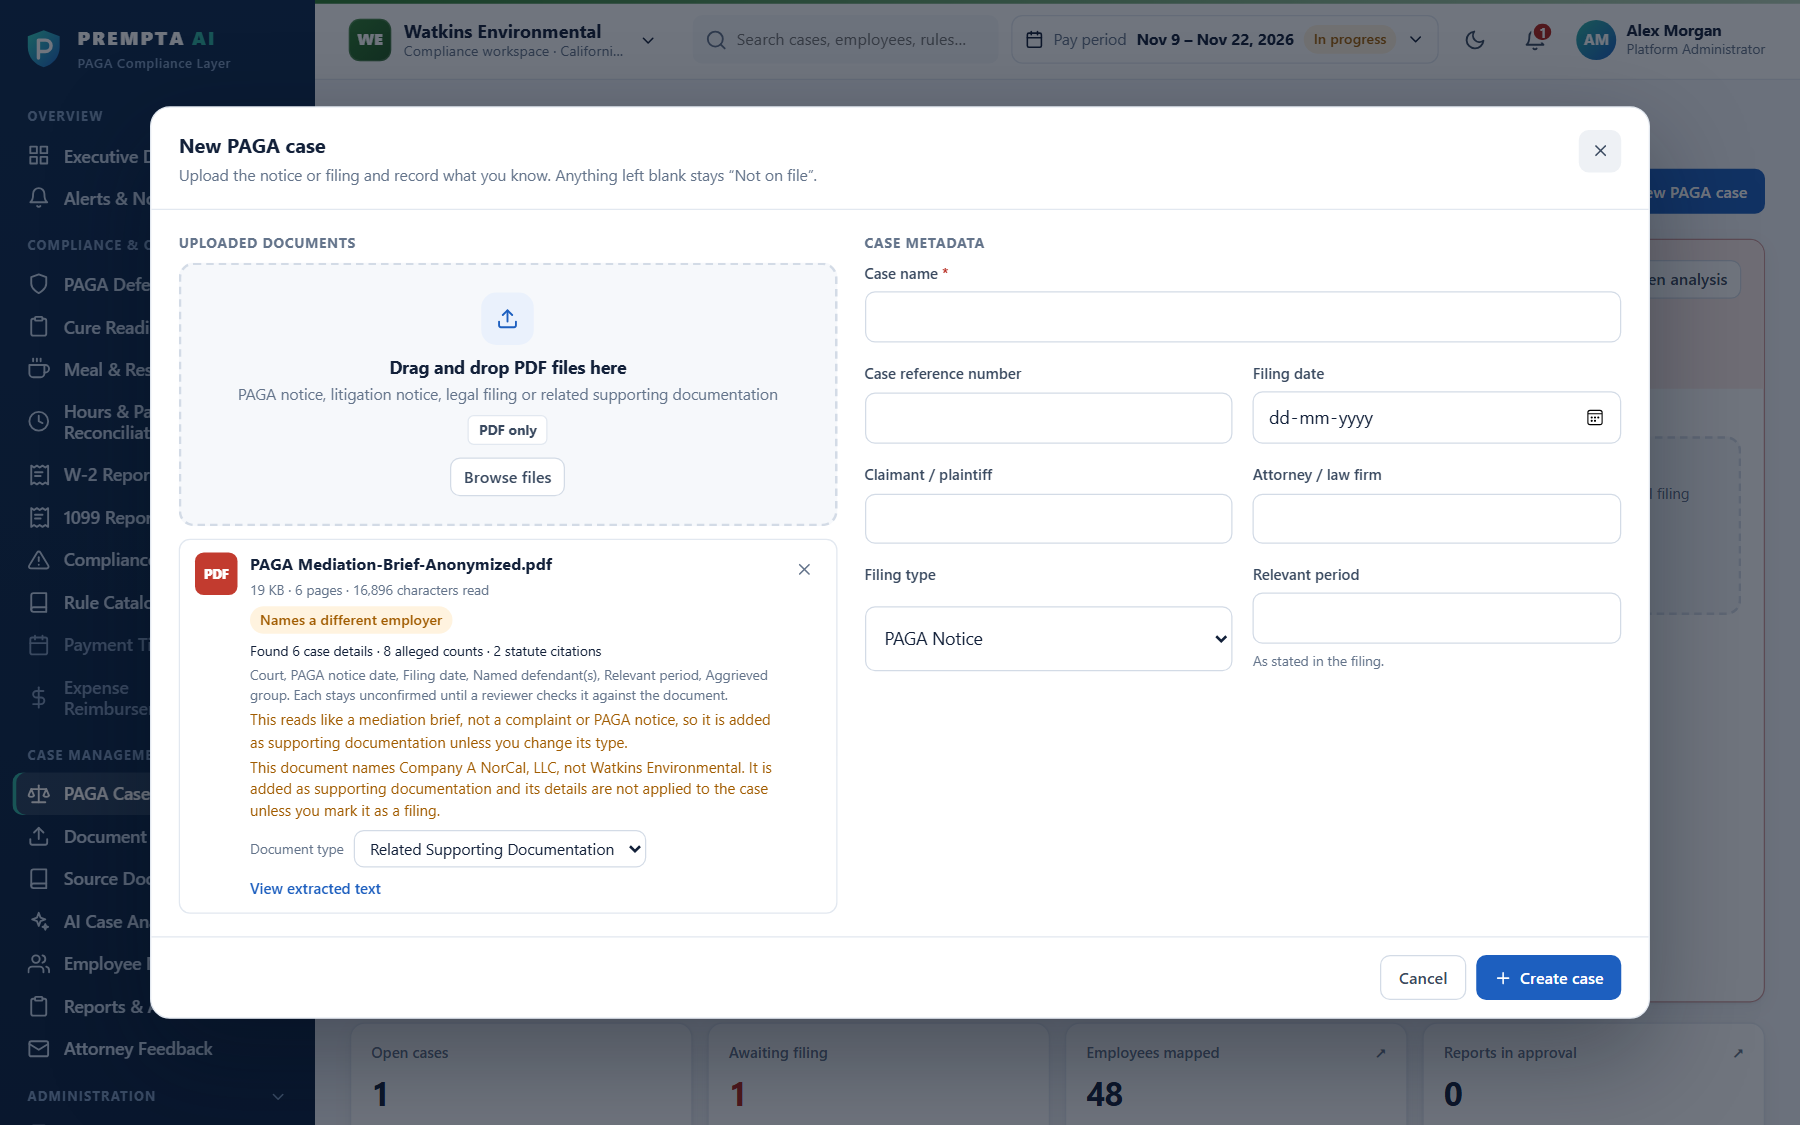 PREMPTA AI
PAGA Compliance Layer
OVERVIEW
Executive D
Alerts & No
COMPLIANCE & O
PAGA Defe
Cure Readi
Meal & Res
Hours & Pa
Reconciliat
W-2 Repor
1099 Repor
Complianc
Rule Catalo
Payment Ti
Expense
Reimburse
CASE MANAGEME
PAGA Case
Document
Source Doc
AI Case An
Employee
Reports & A
Attorney Feedback
ADMINISTRATION
WE
Watkins Environmental
Compliance workspace · Californi...
Search cases, employees, rules...
Pay period Nov 9 – Nov 22, 2026 In progress
1
AM
Alex Morgan
Platform Administrator
ew PAGA case
en analysis
l filing
New PAGA case
Upload the notice or filing and record what you know. Anything left blank stays “Not on file”.
UPLOADED DOCUMENTS
Drag and drop PDF files here
PAGA notice, litigation notice, legal filing or related supporting documentation
PDF only
Browse files
PDF
PAGA Mediation-Brief-Anonymized.pdf
19 KB · 6 pages · 16,896 characters read
Names a different employer
Found 6 case details · 8 alleged counts · 2 statute citations
Court, PAGA notice date, Filing date, Named defendant(s), Relevant period, Aggrieved
group. Each stays unconfirmed until a reviewer checks it against the document.
This reads like a mediation brief, not a complaint or PAGA notice, so it is added
as supporting documentation unless you change its type.
This document names Company A NorCal, LLC, not Watkins Environmental. It is
added as supporting documentation and its details are not applied to the case
unless you mark it as a filing.
Document type Related Supporting Documentation
View extracted text
CASE METADATA
Case name *
Case reference number
Filing date
dd-mm-yyyy
Claimant / plaintiff
Attorney / law firm
Filing type
PAGA Notice
Relevant period
As stated in the filing.
Cancel
+ Create case
Open cases
1
Awaiting filing
1
Employees mapped
48
Reports in approval
0